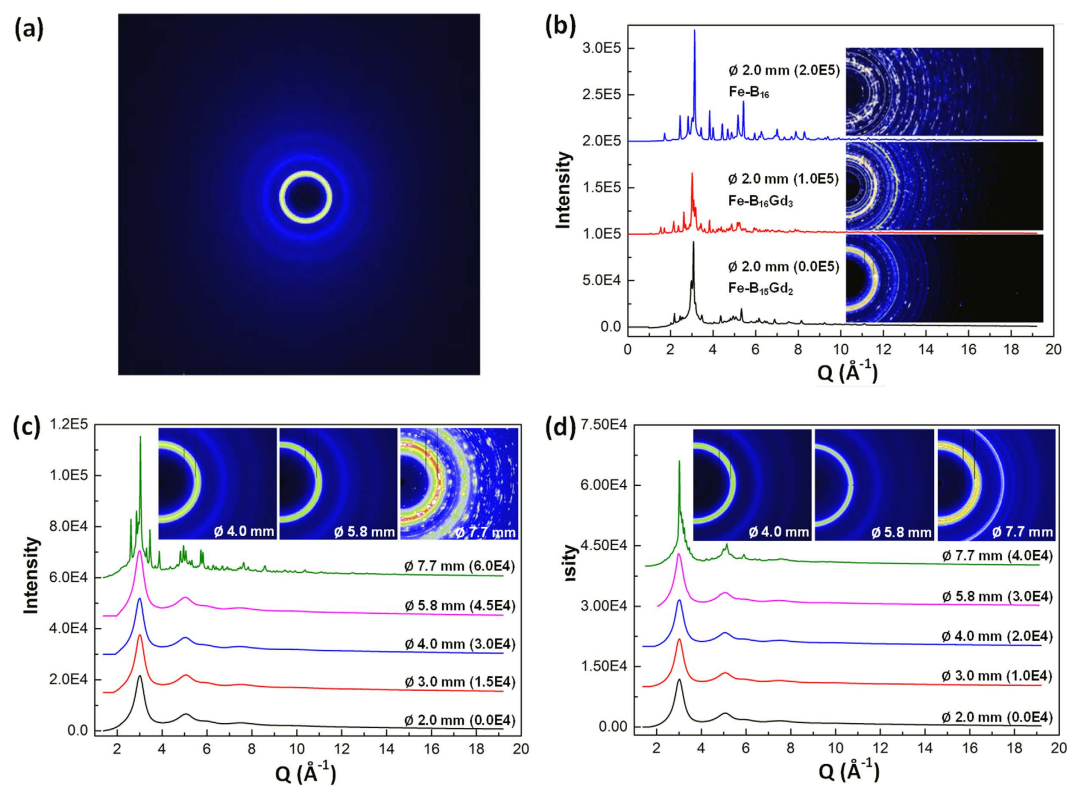 (a)
(b)
3.0E5
2.5E5
2.0E5
1.5E5
1.0E5
5.0E4
0.0
Intensity
Ø 2.0 mm (2.0E5)
Fe-B16
Ø 2.0 mm (1.0E5)
Fe-B16Gd3
Ø 2.0 mm (0.0E5)
Fe-B15Gd2
0 2 4 6 8 10 12 14 16 18 20
Q (Å-1)
(c)
1.2E5
1.0E5
8.0E4
6.0E4
4.0E4
2.0E4
0.0
Intensity
Ø 4.0 mm
Ø 5.8 mm
Ø 7.7 mm
Ø 7.7 mm (6.0E4)
Ø 5.8 mm (4.5E4)
Ø 4.0 mm (3.0E4)
Ø 3.0 mm (1.5E4)
Ø 2.0 mm (0.0E4)
2 4 6 8 10 12 14 16 18 20
Q (Å-1)
(d)
7.50E4
6.00E4
4.50E4
3.00E4
1.50E4
0.00
ısity
Ø 4.0 mm
Ø 5.8 mm
Ø 7.7 mm
Ø 7.7 mm (4.0E4)
Ø 5.8 mm (3.0E4)
Ø 4.0 mm (2.0E4)
Ø 3.0 mm (1.0E4)
Ø 2.0 mm (0.0E4)
2 4 6 8 10 12 14 16 18 20
Q (Å-1)